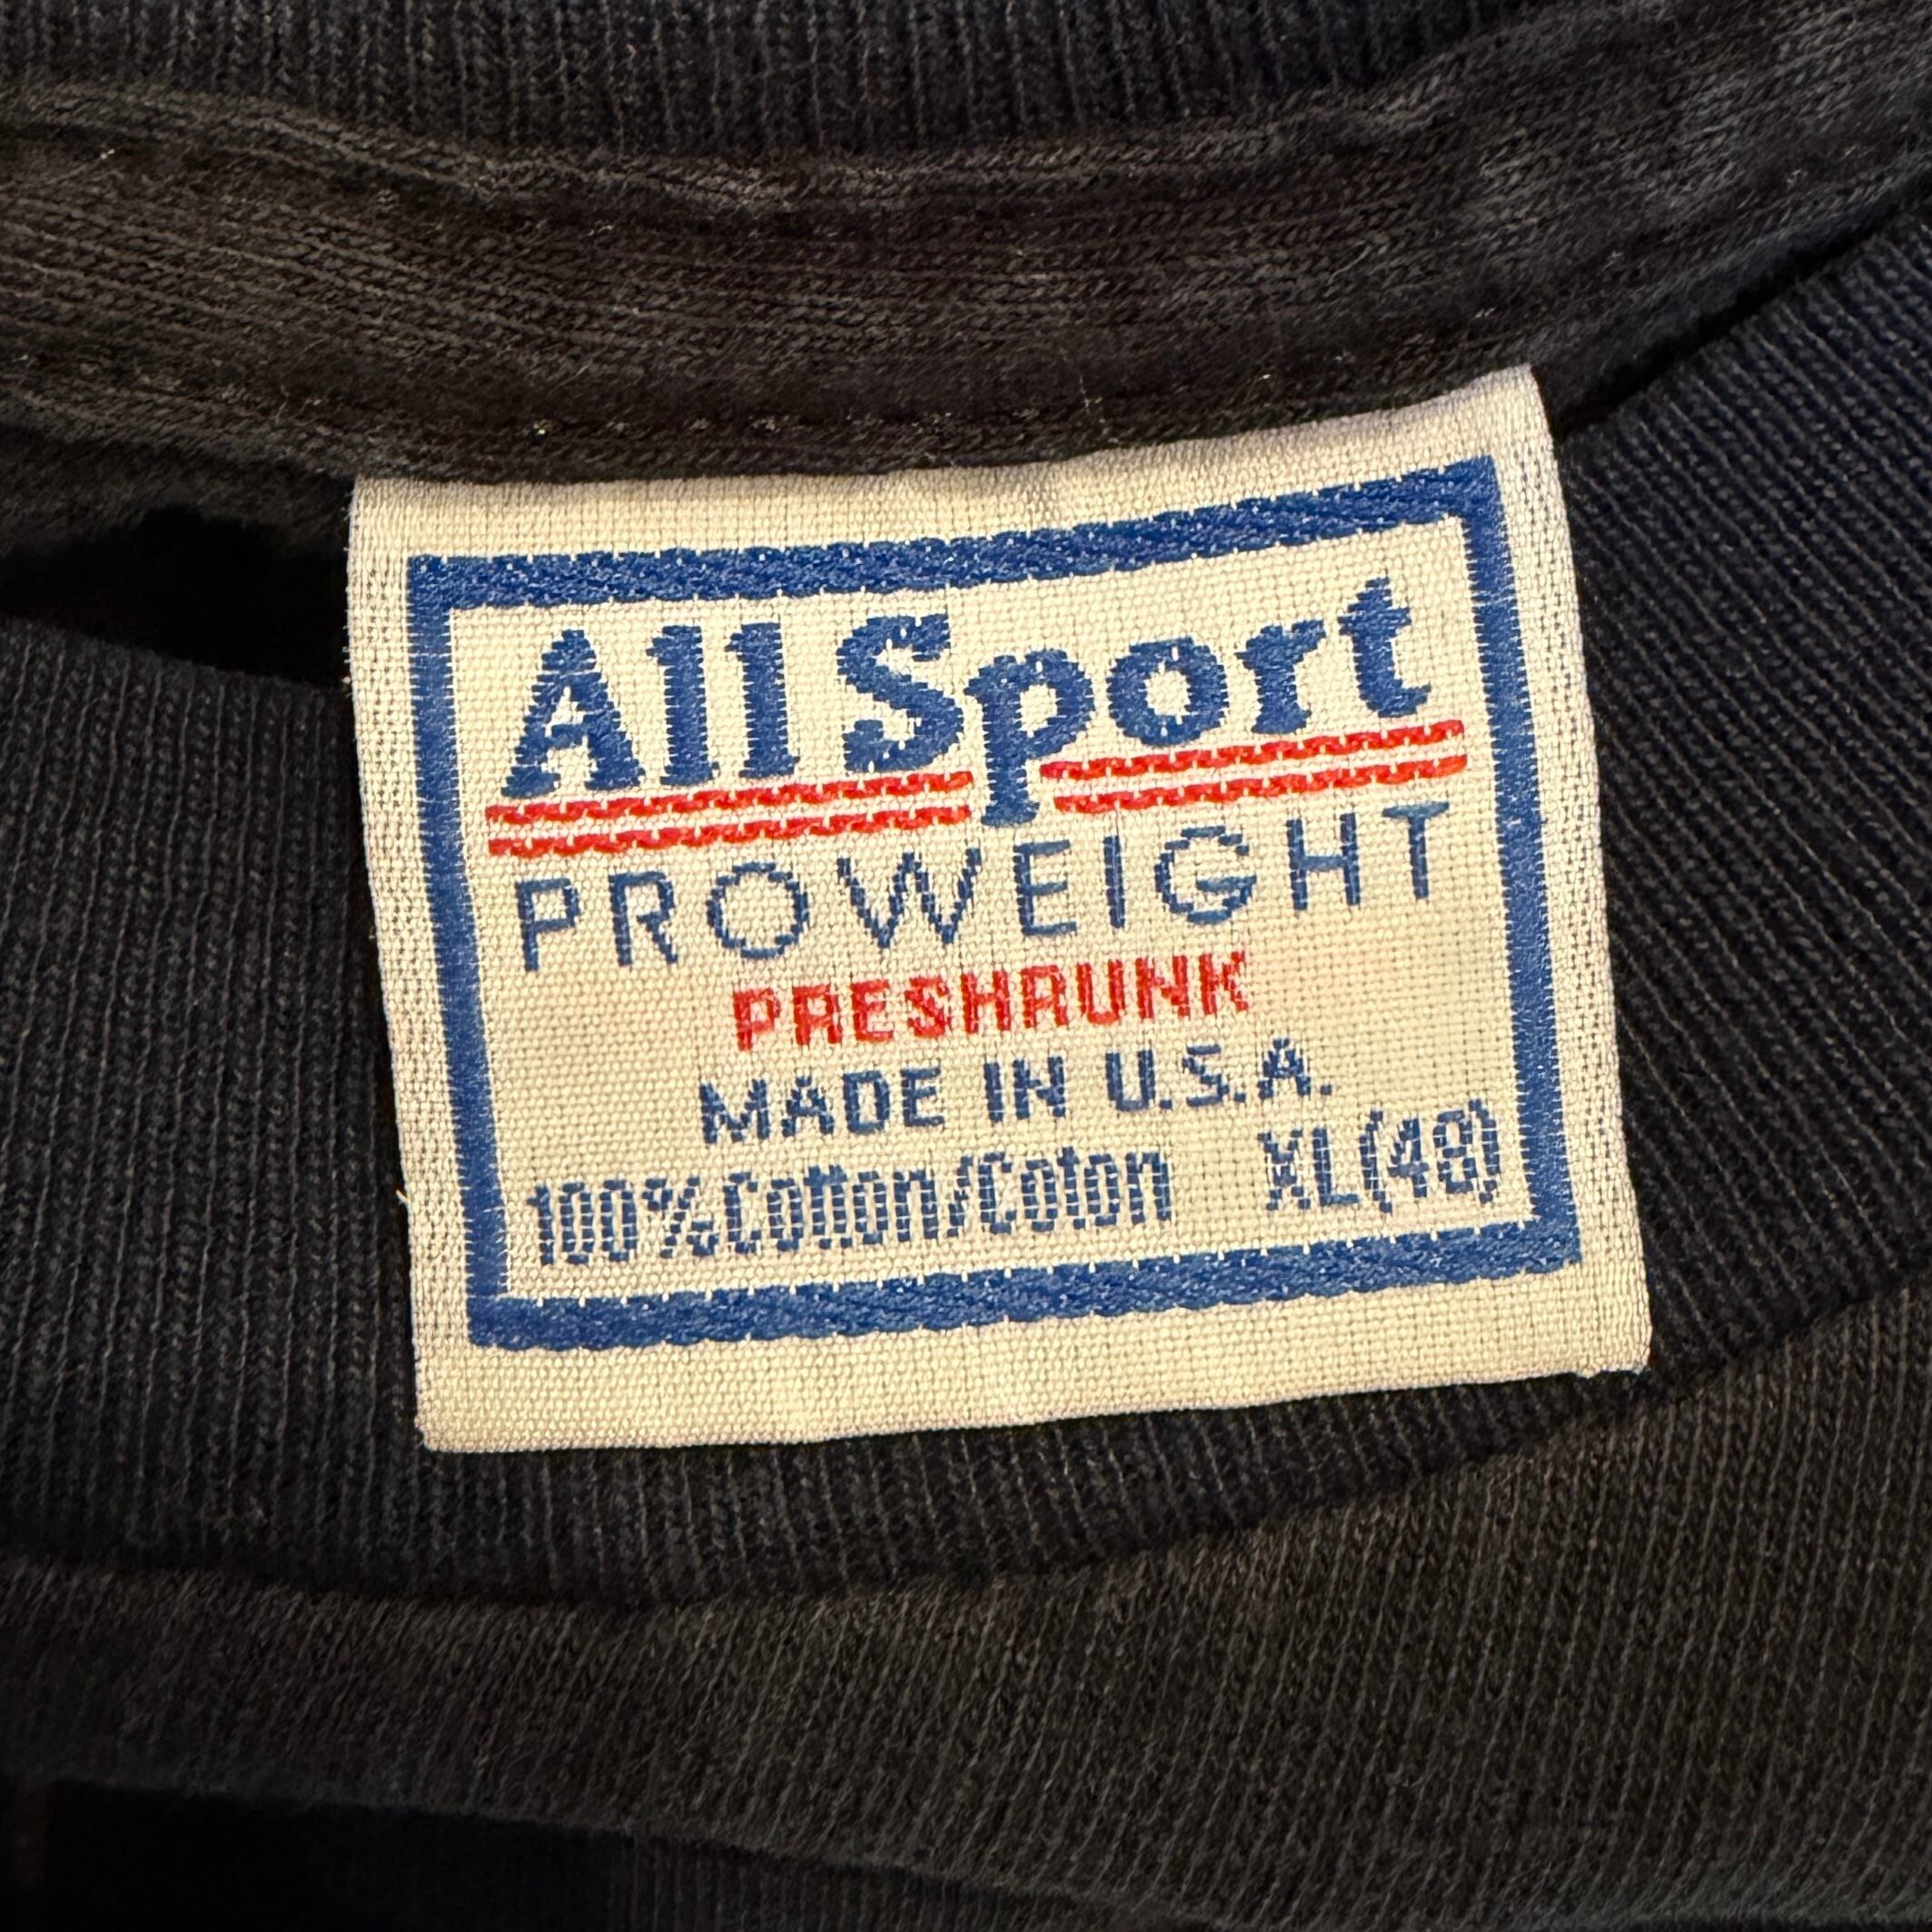 All Sport
PROWEIGHT
PRESHRUNK
MADE IN U.S.A.
100% Cotton/Coton XL(48)